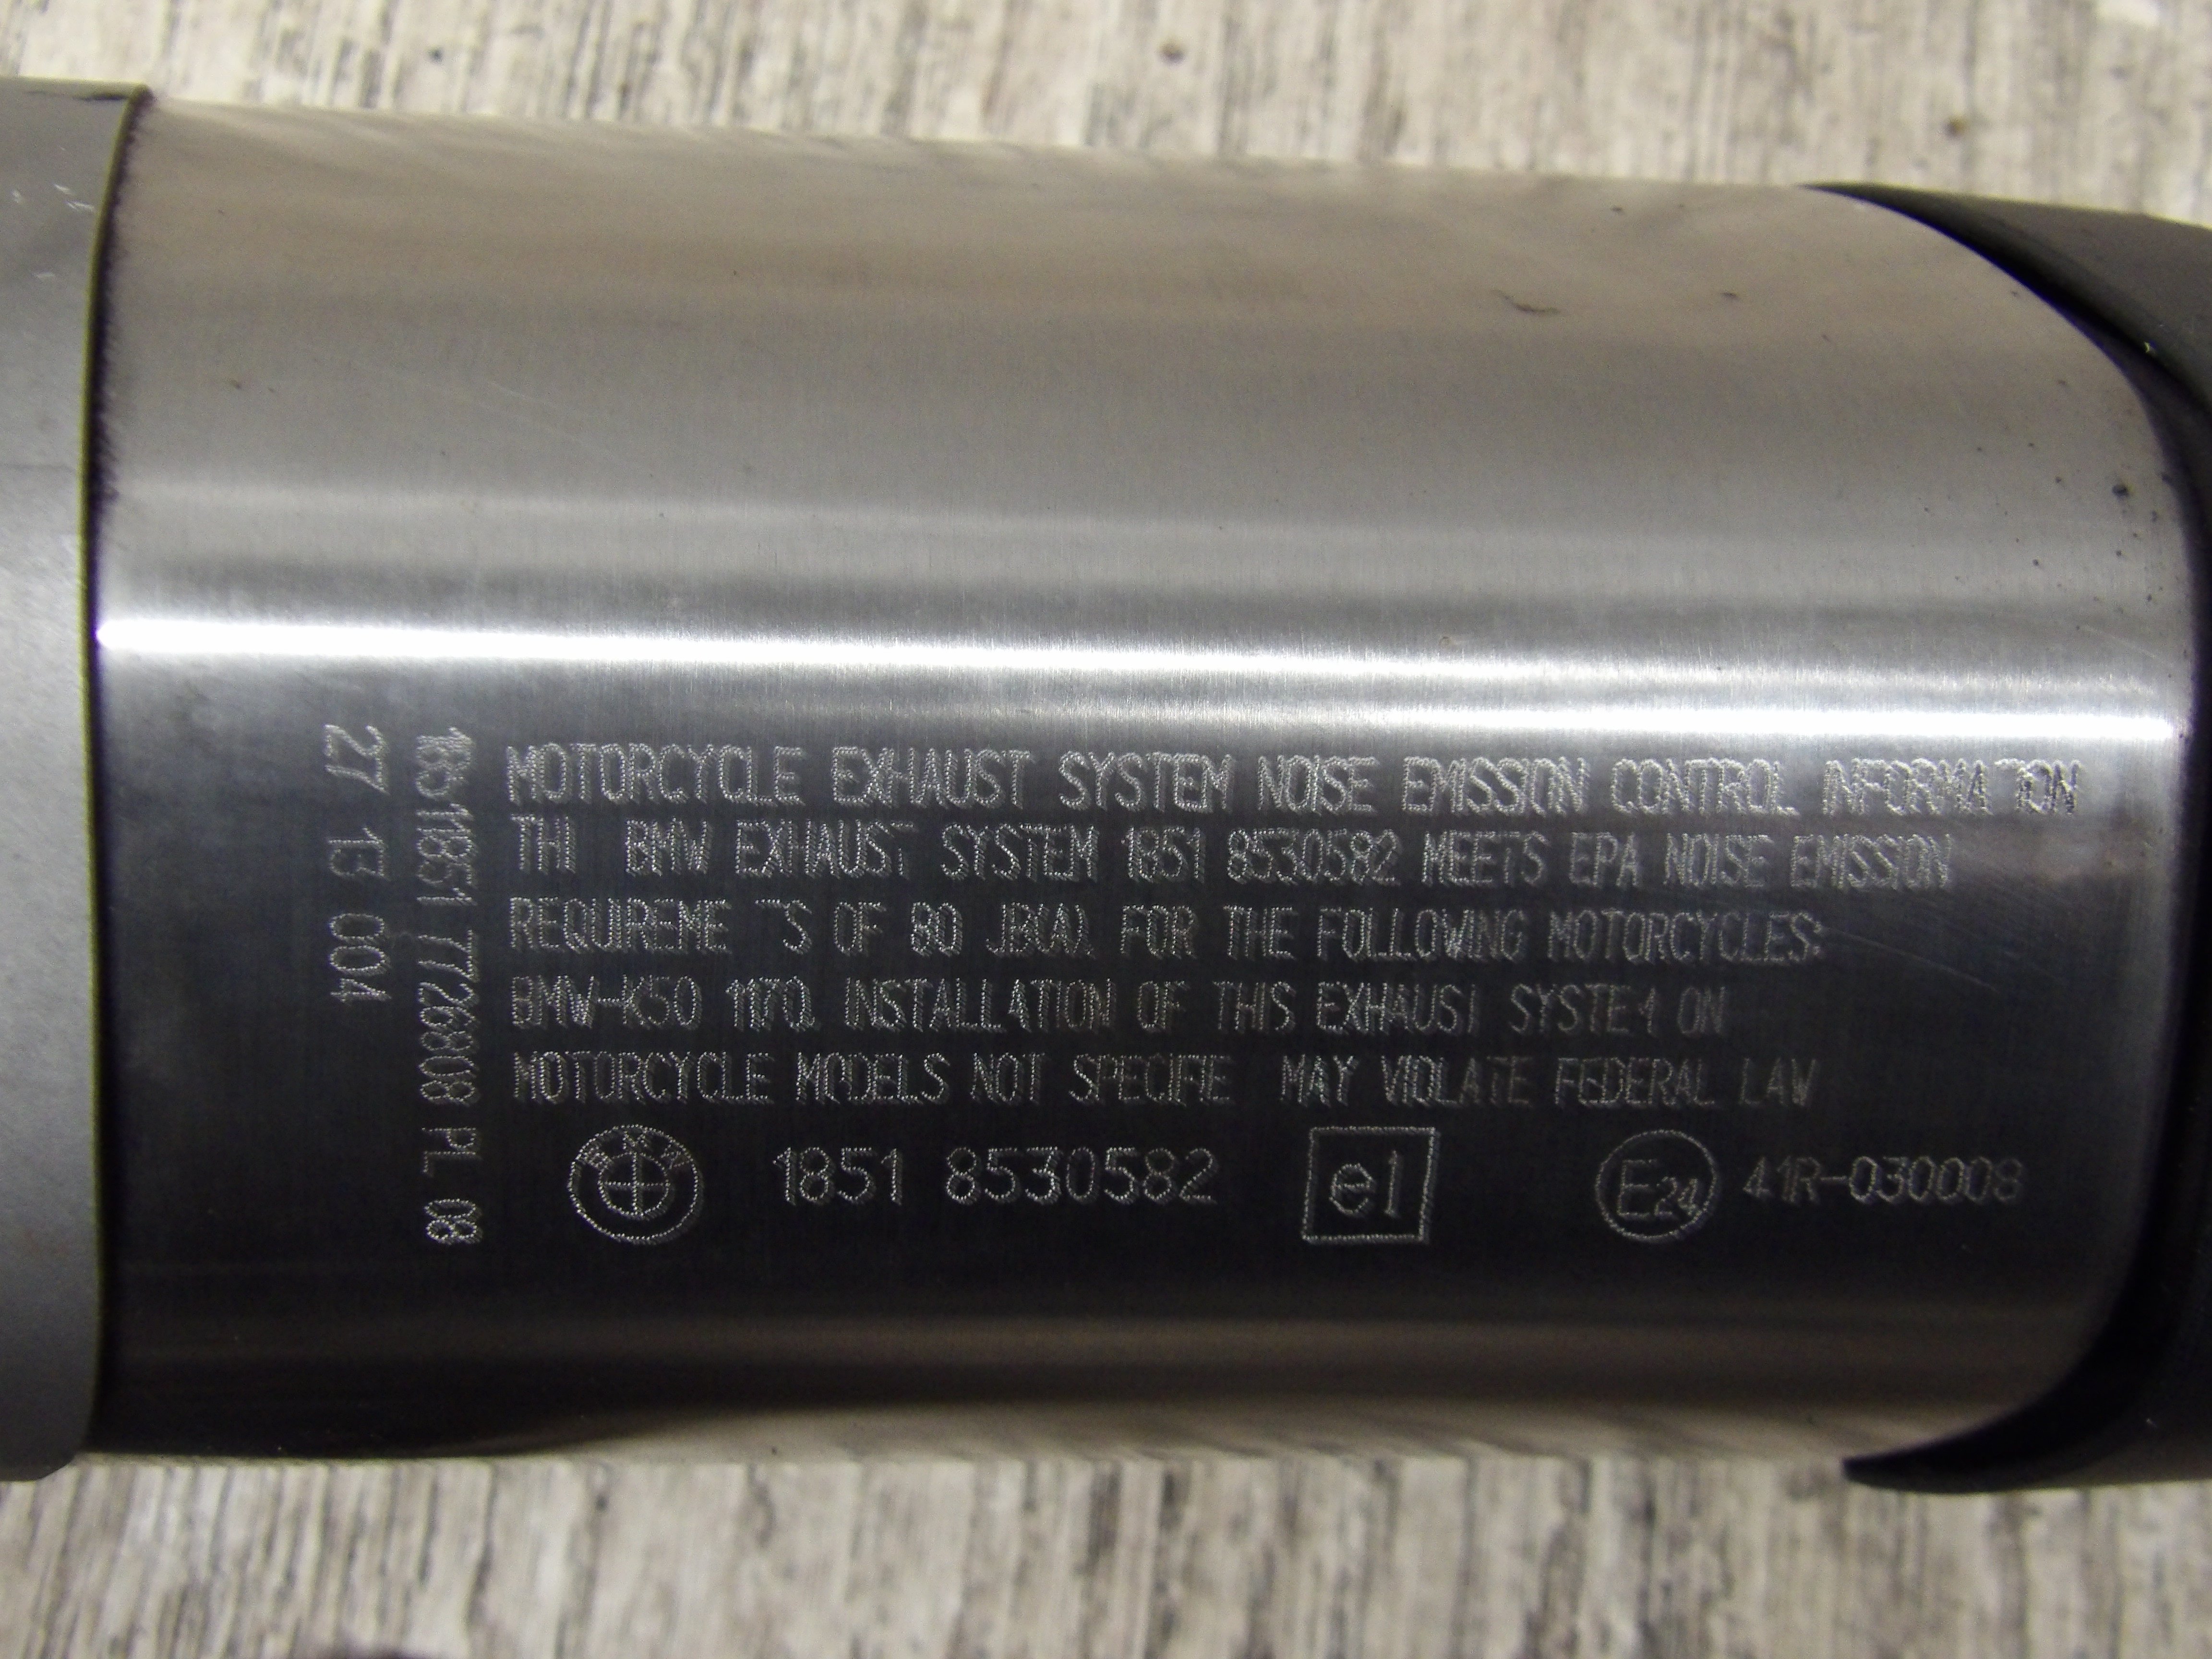 MOTORCYCLE EXHAUST SYSTEM NOISE EMISSION CONTROL INFORMATION
THI BMW EXHAUST SYSTEM 1851 8530582 MEETS EPA NOISE EMISSION
REQUIREME TS OF 80 JB(A). FOR THE FOLLOWING MOTORCYCLES:
BMW-K50 1170. INSTALLATION OF THIS EXHAUST SYSTEM ON
MOTORCYCLE MODELS NOT SPECIFIE MAY VIOLATE FEDERAL LAW
BMW 1851 8530582 e1 E24 41R-030008
7726808 PL 08
27 13 004